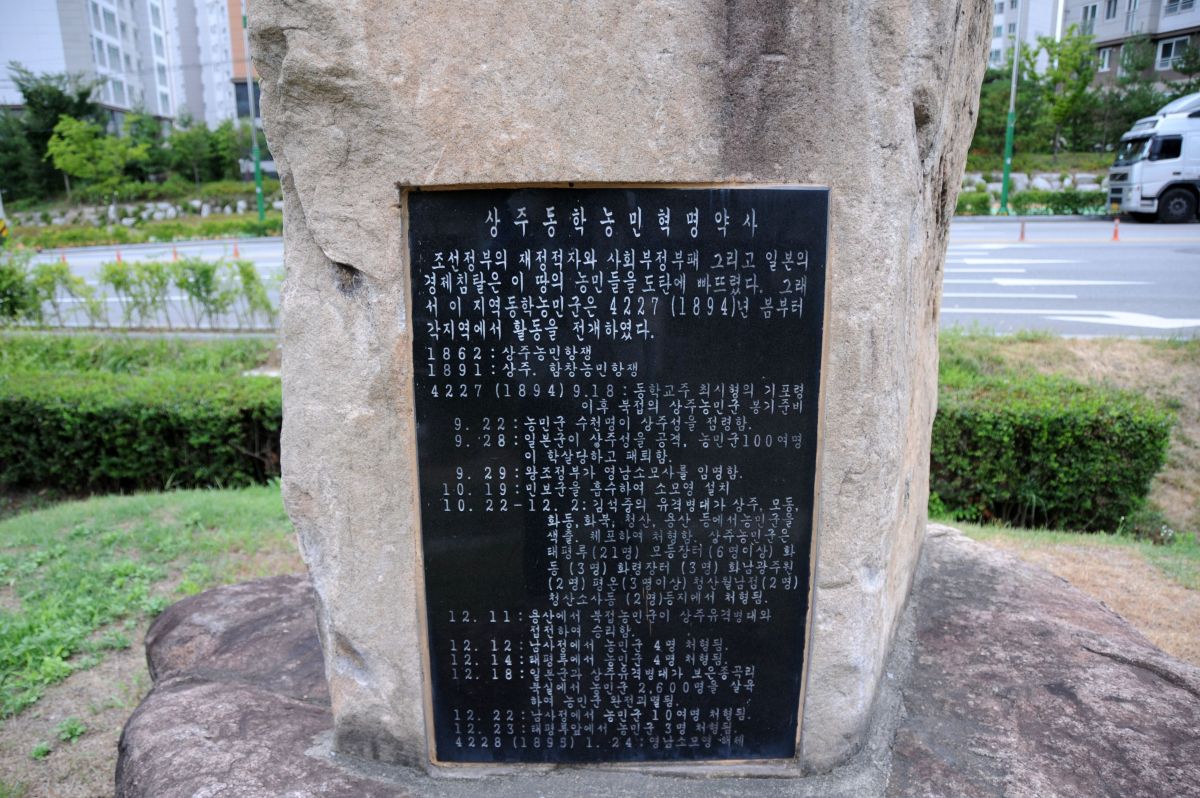 상주동학농민혁명약사
조선정부의 재정적자와 사회부정부패 그리고 일본의
경제침탈은 이 땅의 농민들을 도탄에 빠뜨렸다. 그래
서 이 지역동학농민군은 4227 (1894)년 봄부터
각지역에서 활동을 전개하였다.
1862:상주농민항쟁
1891:상주. 함창농민항쟁
4227 (1894) 9.18:동학교주 최시형의 기포령
이후 북접의 상주농민군 봉기준비
9. 22:농민군 수천명이 상주성을 점령함.
9. 28:일본군이 상주성을 공격, 농민군100여명
이 학살당하고 패퇴함.
9. 29:왕조정부가 영남소모사를 임명함.
10. 19:민보군을 흡수하여 소모영 설치
10. 22-12. 2:김석중의 유격병대가 상주, 모동,
화동, 화북, 청산, 용산 등에서농민군을
색출, 체포하여 처형함. 상주농민군은
태평루(21명) 모동장터(6명이상) 화
동 (3명) 화령장터 (3명) 화남광주원
(2명) 보은(3명이상) 청산월남점(2명)
청산소사동 (2명)등지에서 처형됨.
12. 11:용산에서 북접농민군이 상주유격병대와
접전하여 승리함.
12. 12:남사정에서 농민군 4명 처형됨.
12. 14:태평루에서 농민군 4명 처형됨.
12. 18:일본군과 상주유격병대가 보은종곡리
북실에서 농민군 2,600명을 살육
하여 농민군 완전괴멸됨.
12. 22:남사정에서 농민군 10여명 처형됨.
12. 23:태평루앞에서 농민군 3명 처형됨.
4228 (1895) 1. 24:영남소모영 해체